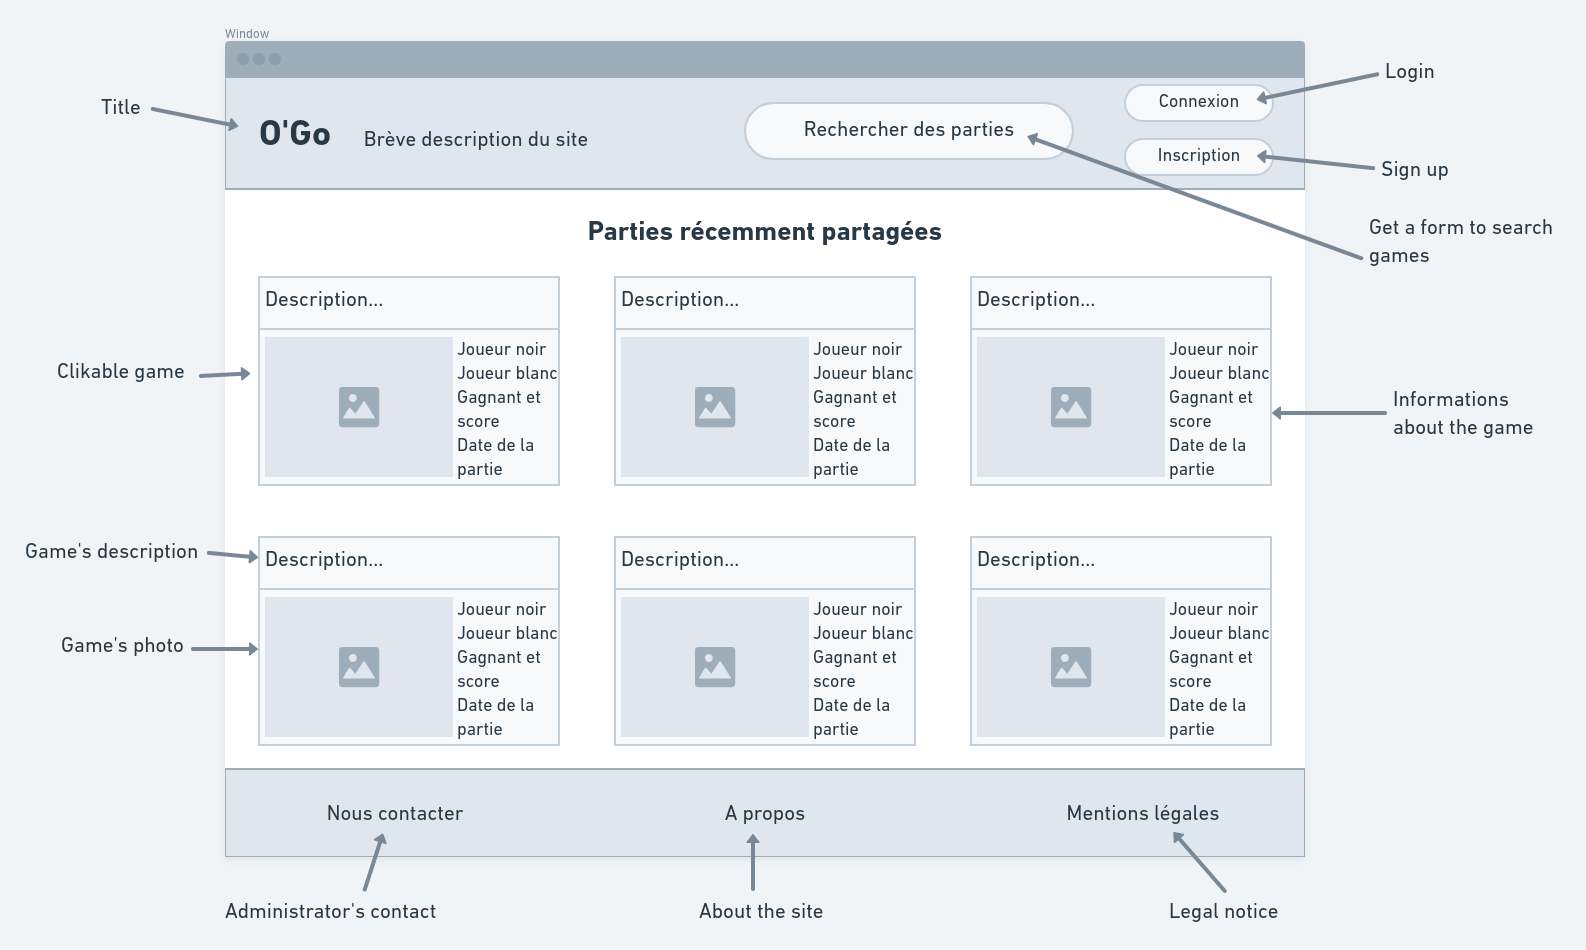 Window
Login
Title
O'Go
Brève description du site
Rechercher des parties
Connexion
Inscription
Sign up
Get a form to search
games
Parties récemment partagées
Description...
Description...
Description...
Clikable game
Joueur noir
Joueur blanc
Gagnant et
score
Date de la
partie
Joueur noir
Joueur blanc
Gagnant et
score
Date de la
partie
Joueur noir
Joueur blanc
Gagnant et
score
Date de la
partie
Informations
about the game
Game's description
Description...
Description...
Description...
Game's photo
Joueur noir
Joueur blanc
Gagnant et
score
Date de la
partie
Joueur noir
Joueur blanc
Gagnant et
score
Date de la
partie
Joueur noir
Joueur blanc
Gagnant et
score
Date de la
partie
Nous contacter
A propos
Mentions légales
Administrator's contact
About the site
Legal notice